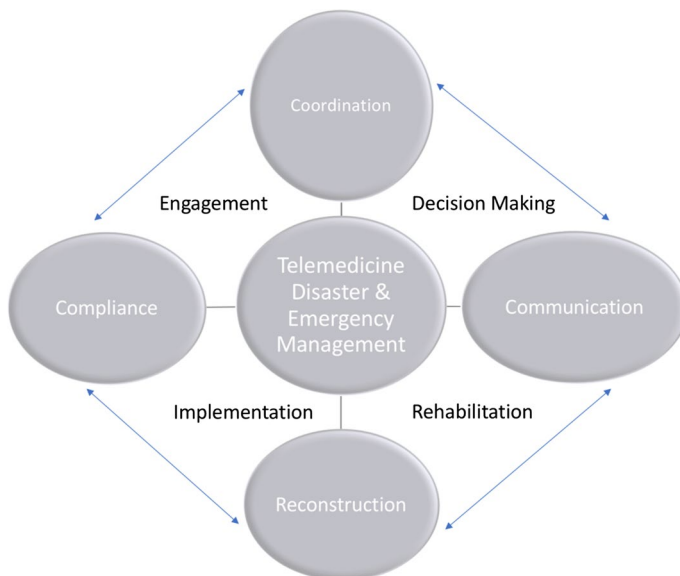 Coordination
Engagement
Decision Making
Compliance
Telemedicine
Disaster &
Emergency
Management
Communication
Implementation
Rehabilitation
Reconstruction